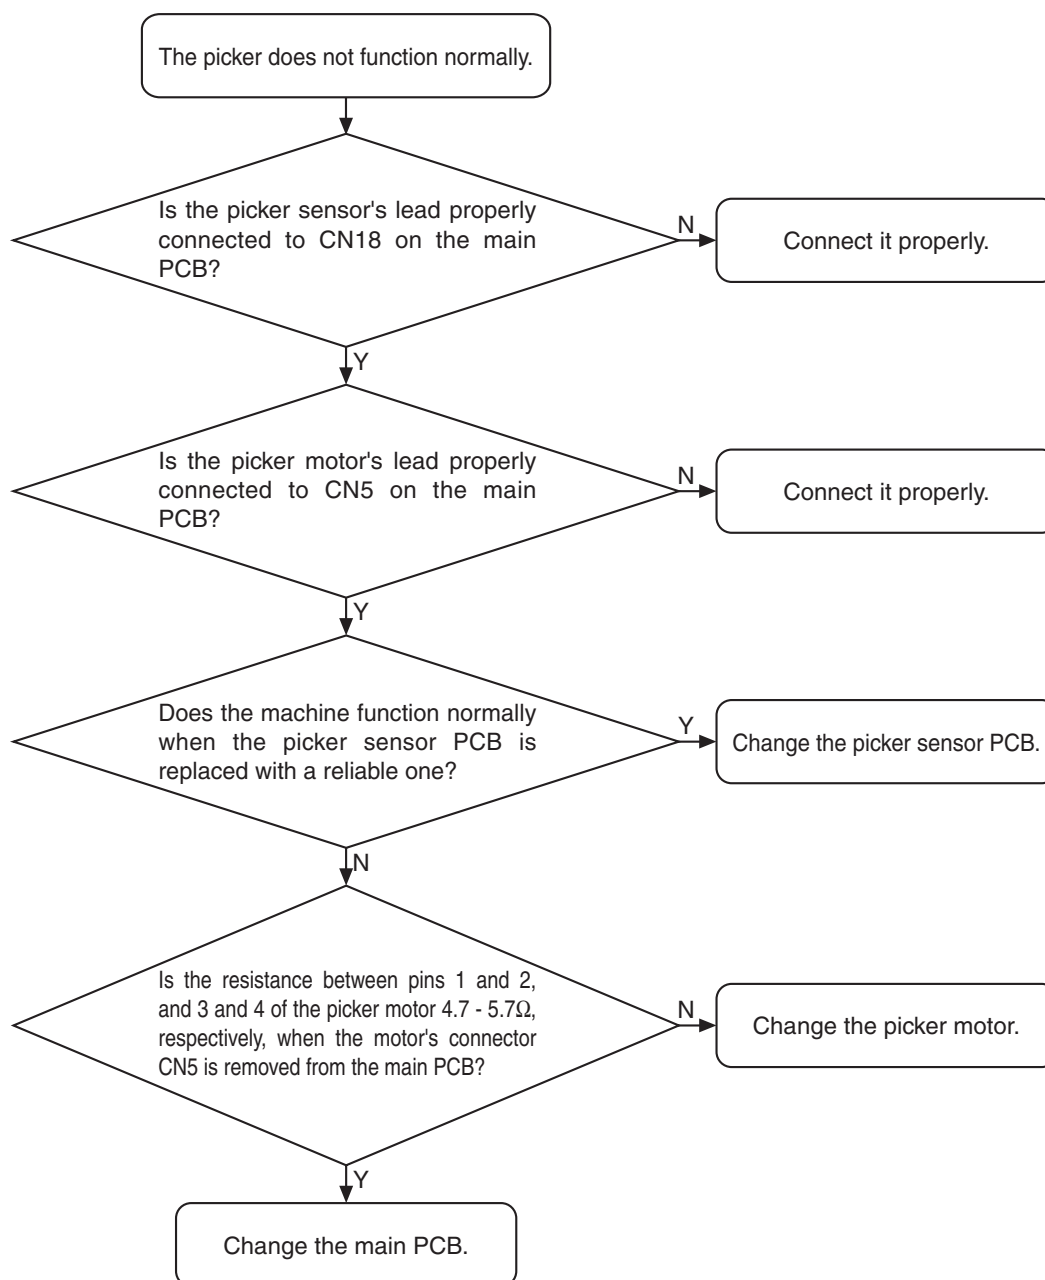 The picker does not function normally.
Is the picker sensor's lead properly
connected to CN18 on the main
PCB?
N
Connect it properly.
Y
Is the picker motor's lead properly
connected to CN5 on the main
PCB?
N
Connect it properly.
Y
Does the machine function normally
when the picker sensor PCB is
replaced with a reliable one?
Y
Change the picker sensor PCB.
N
Is the resistance between pins 1 and 2,
and 3 and 4 of the picker motor 4.7 - 5.7Ω,
respectively, when the motor's connector
CN5 is removed from the main PCB?
N
Change the picker motor.
Y
Change the main PCB.